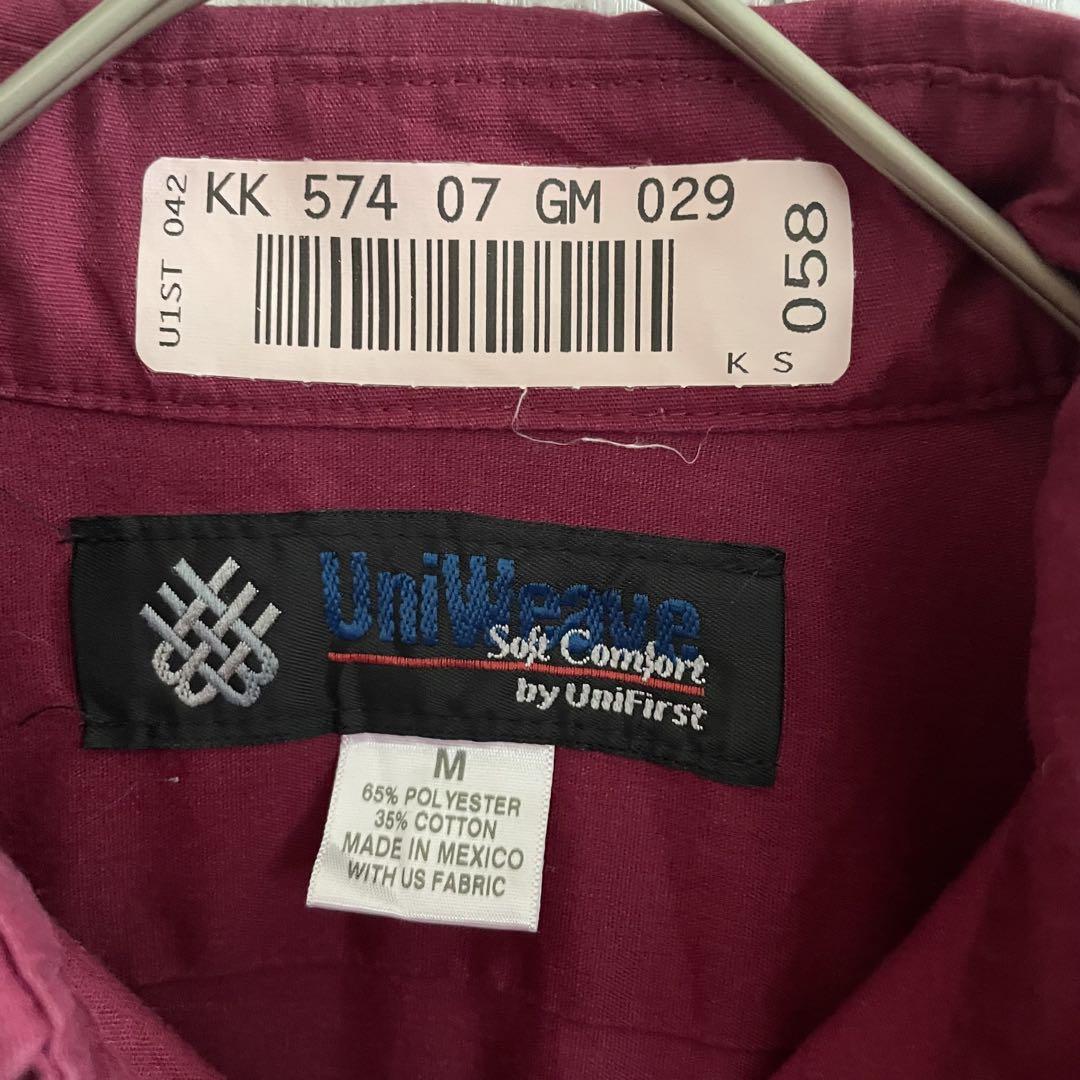 U1ST 042
KK 574 07 GM 029
058
K S
UniWeave
Soft Comfort
by UniFirst
M
65% POLYESTER
35% COTTON
MADE IN MEXICO
WITH US FABRIC